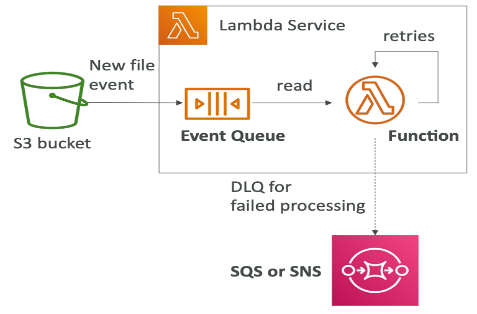 Lambda Service
retries
New file
event
read
S3 bucket
Event Queue
Function
DLQ for
failed processing
SQS or SNS